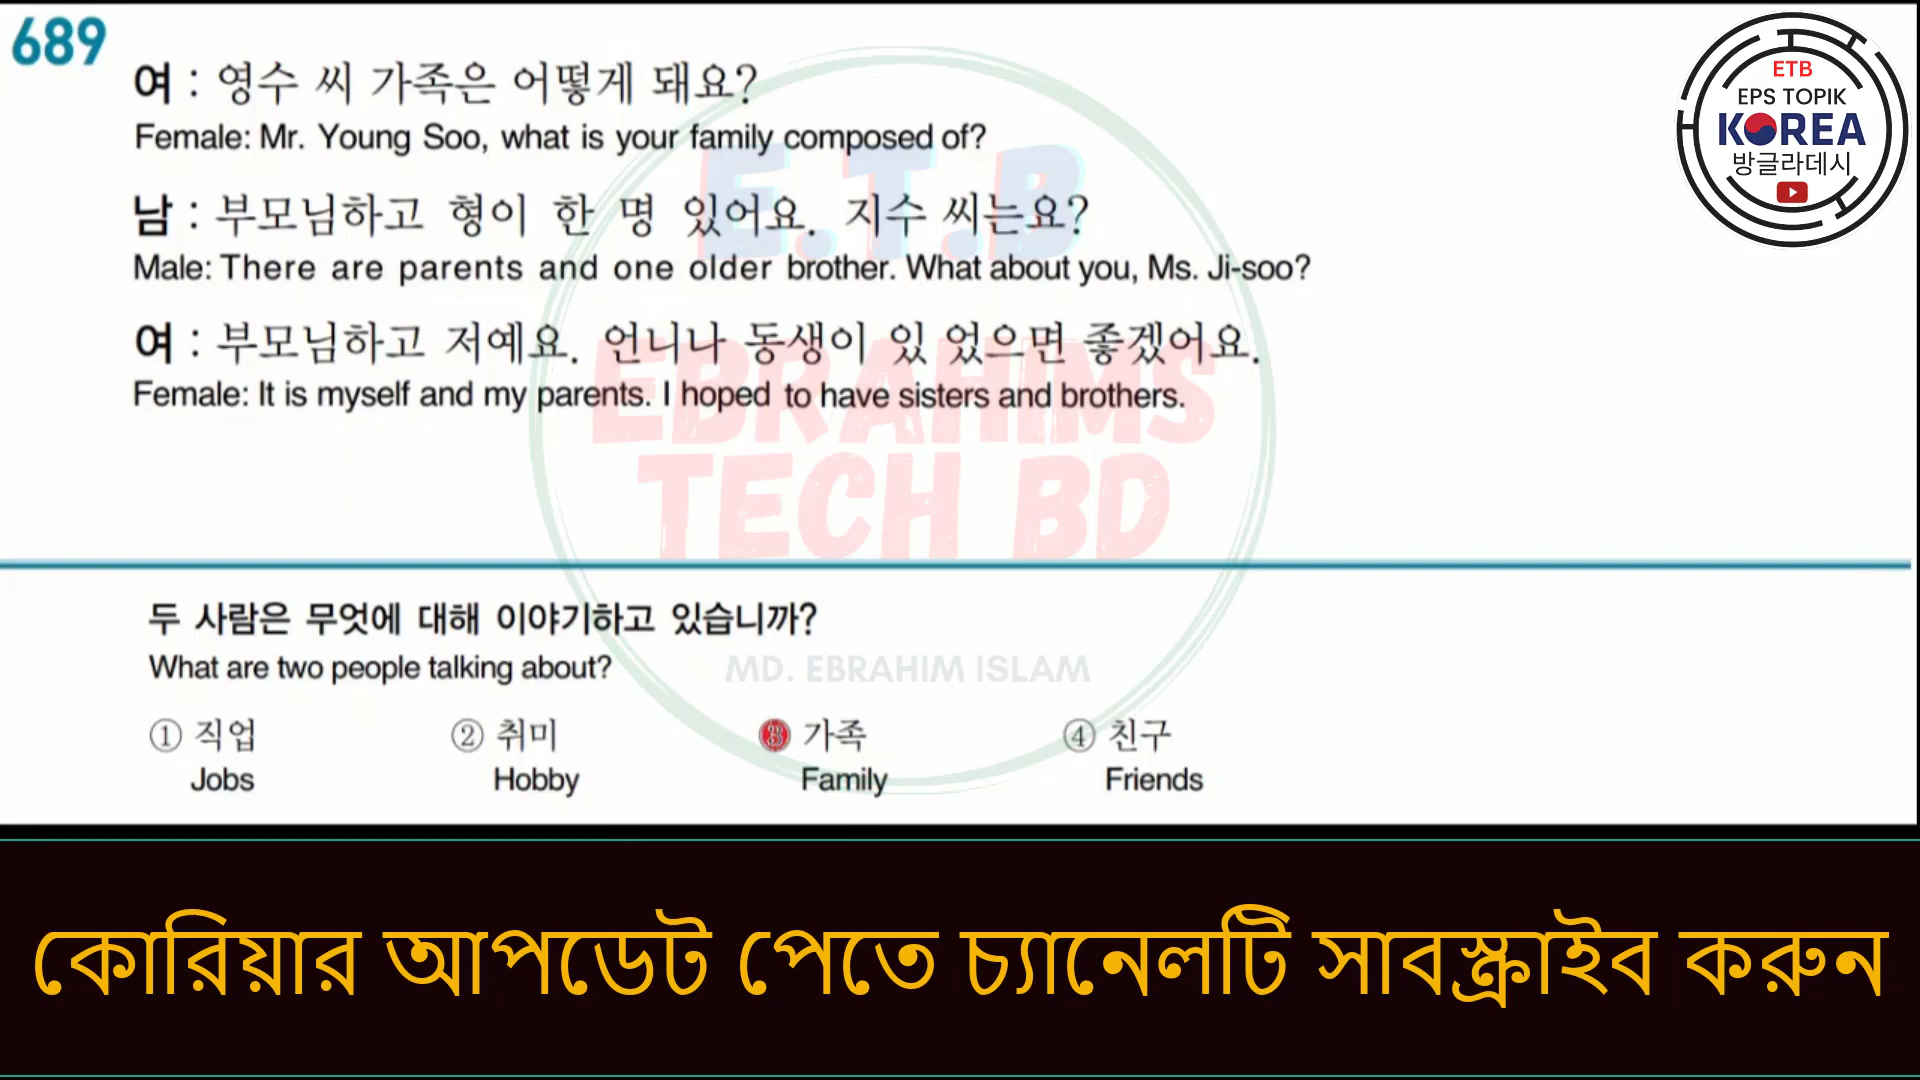 689
여 : 영수 씨 가족은 어떻게 돼요?
Female: Mr. Young Soo, what is your family composed of?
남 : 부모님하고 형이 한 명 있어요. 지수 씨는요?
Male: There are parents and one older brother. What about you, Ms. Ji-soo?
여 : 부모님하고 저예요. 언니나 동생이 있 었으면 좋겠어요.
Female: It is myself and my parents. I hoped to have sisters and brothers.
ETB
EPS TOPIK
KOREA
방글라데시
E.T.B
EBRAHIMS
TECH BD
MD. EBRAHIM ISLAM
두 사람은 무엇에 대해 이야기하고 있습니까?
What are two people talking about?
① 직업 ② 취미 ③ 가족 ④ 친구
Jobs Hobby Family Friends
কোরিয়ার আপডেট পেতে চ্যানেলটি সাবস্ক্রাইব করুন